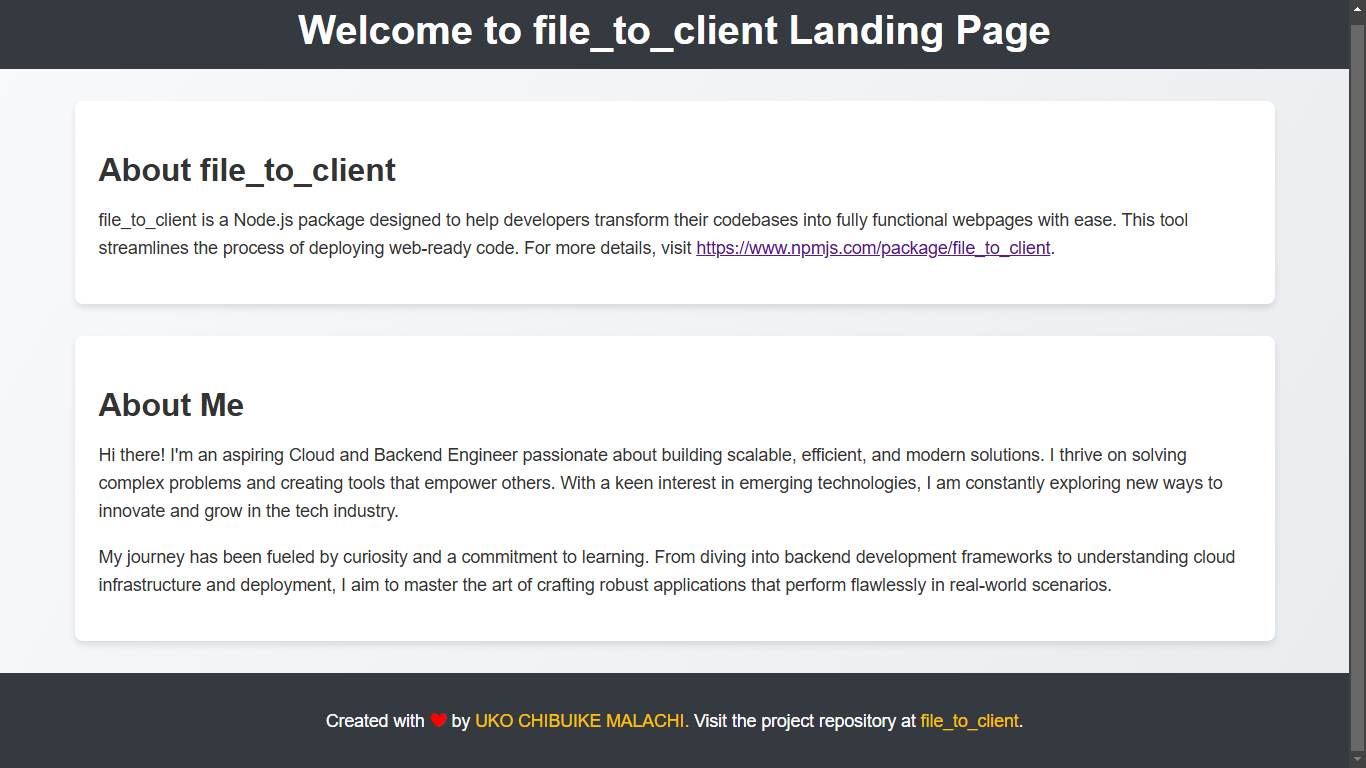 Welcome to file_to_client Landing Page
About file_to_client
file_to_client is a Node.js package designed to help developers transform their codebases into fully functional webpages with ease. This tool
streamlines the process of deploying web-ready code. For more details, visit https://www.npmjs.com/package/file_to_client.
About Me
Hi there! I'm an aspiring Cloud and Backend Engineer passionate about building scalable, efficient, and modern solutions. I thrive on solving
complex problems and creating tools that empower others. With a keen interest in emerging technologies, I am constantly exploring new ways to
innovate and grow in the tech industry.
My journey has been fueled by curiosity and a commitment to learning. From diving into backend development frameworks to understanding cloud
infrastructure and deployment, I aim to master the art of crafting robust applications that perform flawlessly in real-world scenarios.
Created with ❤ by UKO CHIBUIKE MALACHI. Visit the project repository at file_to_client.